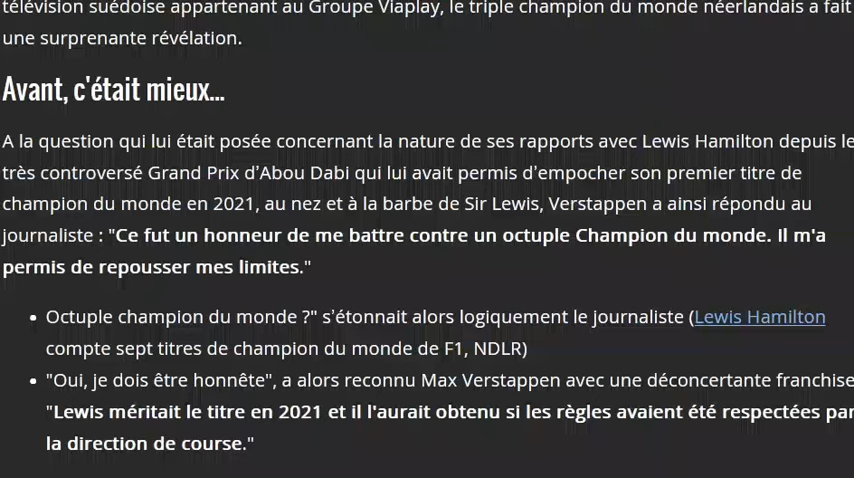 télévision suédoise appartenant au Groupe Viaplay, le triple champion du monde néerlandais a fait
une surprenante révélation.
Avant, c'était mieux...
A la question qui lui était posée concernant la nature de ses rapports avec Lewis Hamilton depuis le
très controversé Grand Prix d'Abou Dabi qui lui avait permis d'empocher son premier titre de
champion du monde en 2021, au nez et à la barbe de Sir Lewis, Verstappen a ainsi répondu au
journaliste : "Ce fut un honneur de me battre contre un octuple Champion du monde. Il m'a
permis de repousser mes limites."
• Octuple champion du monde ?" s'étonnait alors logiquement le journaliste (Lewis Hamilton
compte sept titres de champion du monde de F1, NDLR)
• "Oui, je dois être honnête", a alors reconnu Max Verstappen avec une déconcertante franchise
"Lewis méritait le titre en 2021 et il l'aurait obtenu si les règles avaient été respectées par
la direction de course."